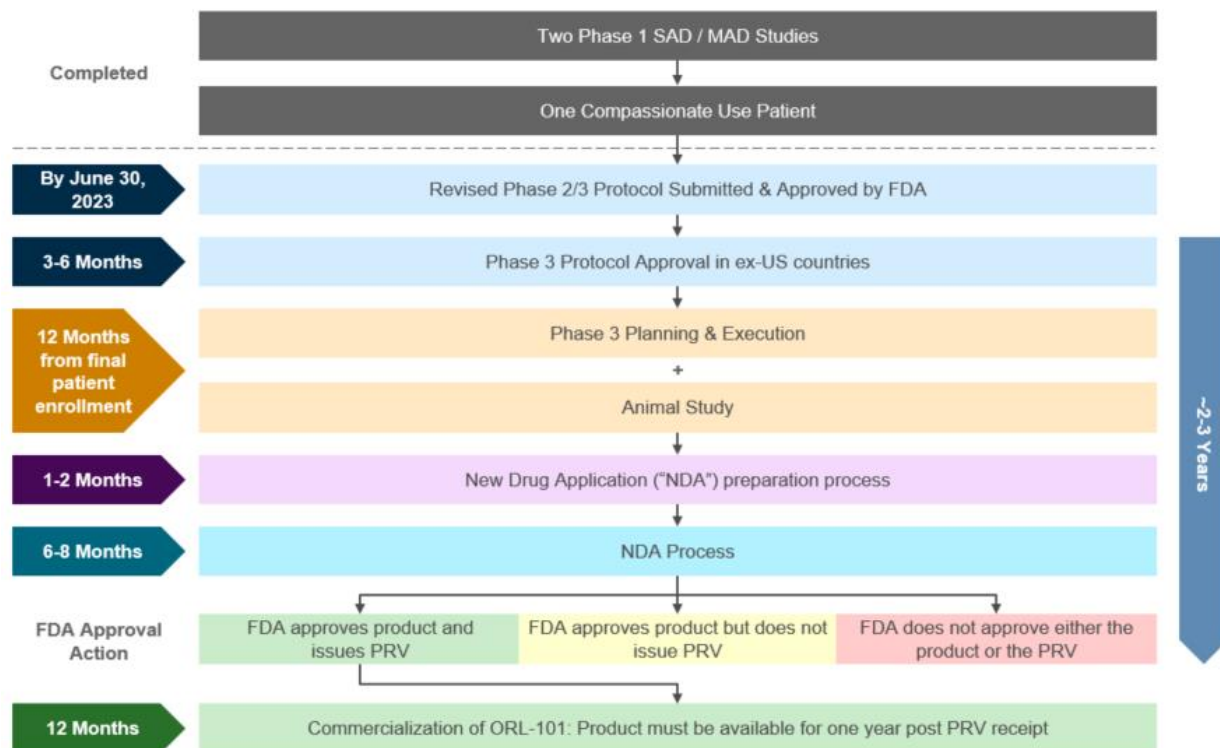 Two Phase 1 SAD / MAD Studies
Completed
One Compassionate Use Patient
By June 30,
2023
Revised Phase 2/3 Protocol Submitted & Approved by FDA
3-6 Months
Phase 3 Protocol Approval in ex-US countries
12 Months
from final
patient
enrollment
Phase 3 Planning & Execution
+
Animal Study
1-2 Months
New Drug Application ("NDA") preparation process
6-8 Months
NDA Process
~2-3 Years
FDA Approval
Action
FDA approves product and
issues PRV
FDA approves product but does not
issue PRV
FDA does not approve either the
product or the PRV
12 Months
Commercialization of ORL-101: Product must be available for one year post PRV receipt